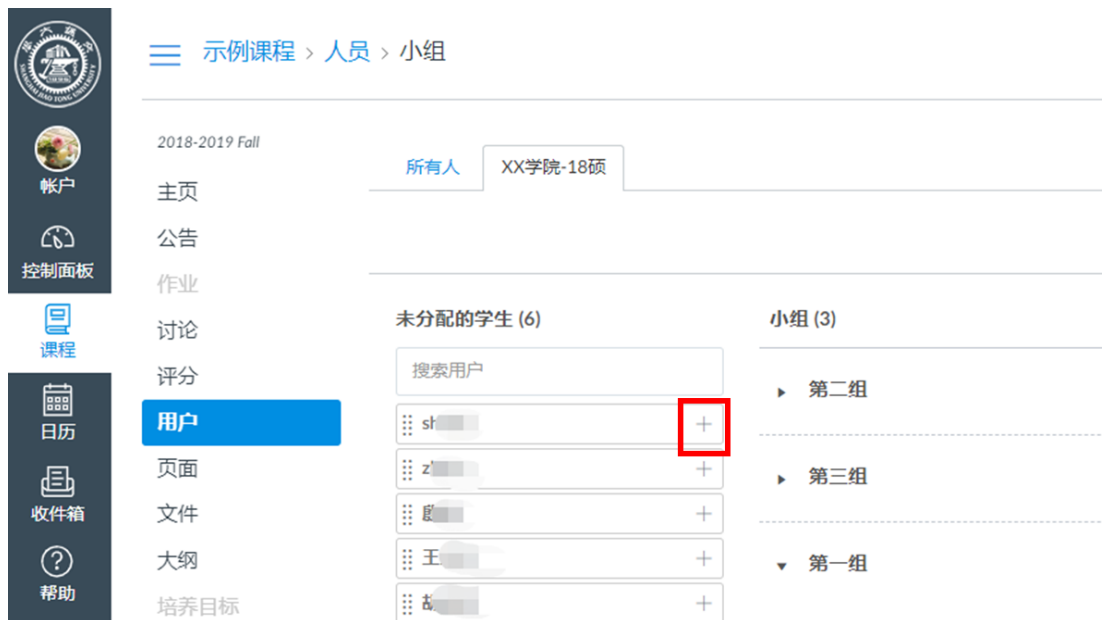 示例课程 > 人员 > 小组
帐户
控制面板
课程
日历
收件箱
帮助
2018-2019 Fall
主页
公告
作业
讨论
评分
用户
页面
文件
大纲
培养目标
所有人
XX学院-18硕
未分配的学生 (6)
搜索用户
王
小组 (3)
第二组
第三组
第一组